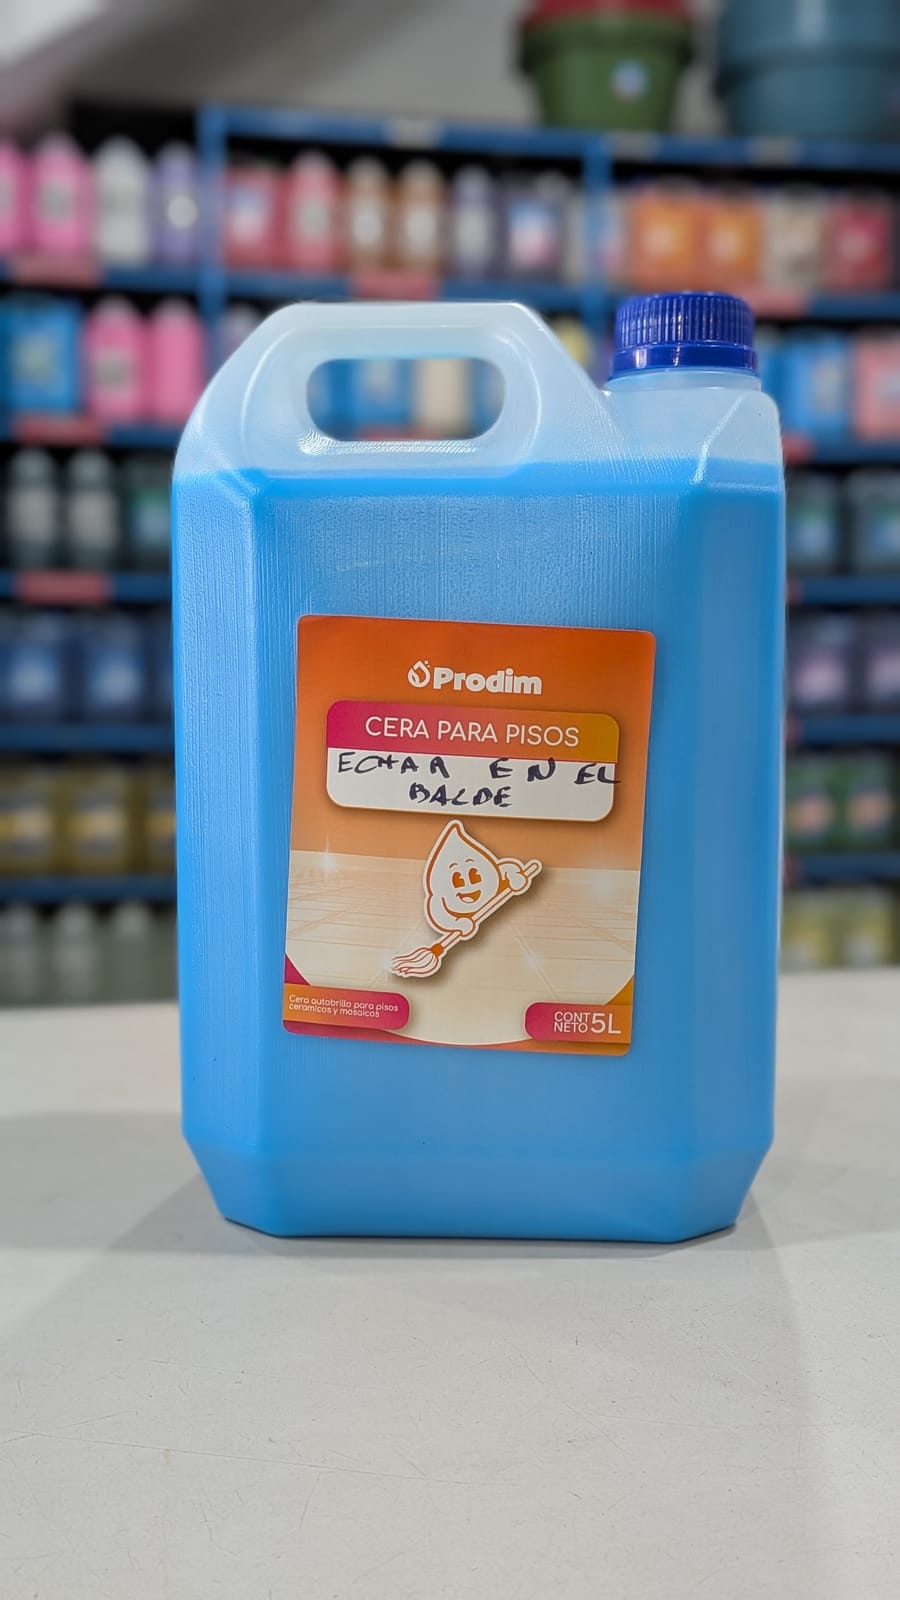 Prodim
CERA PARA PISOS
ECHAR EN EL
BALDE
Cera autobrillo para pisos
ceramicos y mosaicos
CONT
NETO 5L